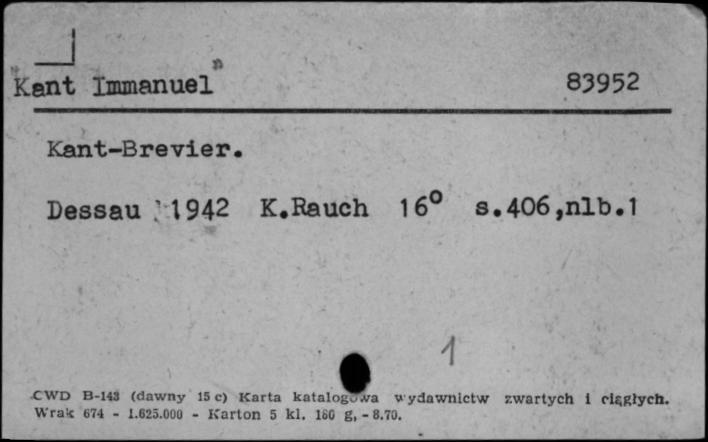 "Kant Immanuel" 83952
Kant-Brevier.
Dessau 1942 K.Rauch 16° s.406,nlb.1
1
CWD B-143 (dawny 15 c) Karta katalogowa wydawnictw zwartych i ciągłych.
Wrak 674 - 1.625.000 - Karton 5 kl. 180 g, - 8.70.